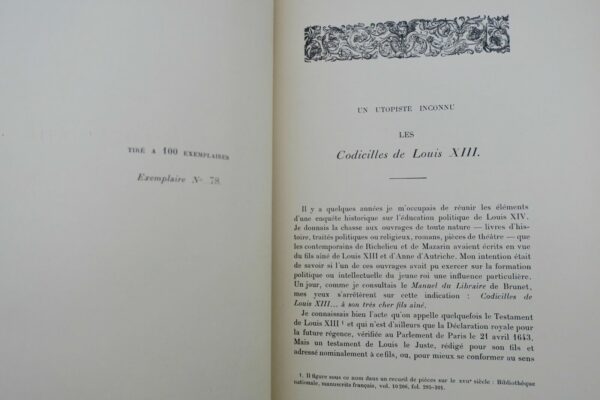 TIRÉ A 100 EXEMPLAIRES
Exemplaire No 78.
UN UTOPISTE INCONNU
LES
Codicilles de Louis XIII.
Il y a quelques années je m'occupais de réunir les éléments
d'une enquête historique sur l'éducation politique de Louis XIV.
Je donnais la chasse aux ouvrages de toute nature — livres d'his-
toire, traités politiques ou religieux, romans, pièces de théâtre — que
les contemporains de Richelieu et de Mazarin avaient écrits en vue
du fils aîné de Louis XIII et d'Anne d'Autriche. Mon intention était
de savoir si l'un de ces ouvrages avait pu exercer sur la formation
politique ou intellectuelle du jeune roi une influence particulière.
Un jour, comme je consultais le Manuel du Libraire de Brunet,
mes yeux s'arrêtèrent sur cette indication : Codicilles de
Louis XIII... à son très cher fils aîné.
Je connaissais bien l'acte qu'on appelle quelquefois le Testament
de Louis XIII¹ et qui n'est d'ailleurs que la Déclaration royale pour
la future régence, vérifiée au Parlement de Paris le 21 avril 1643.
Mais un testament de Louis le Juste, rédigé pour son fils et
adressé nominalement à ce fils, ou, pour mieux se conformer au sens
1. Il figure sous ce nom dans un recueil de pièces sur le XVIIe siècle : Bibliothèque
nationale, manuscrits français, vol. 10206, fol. 295-301.